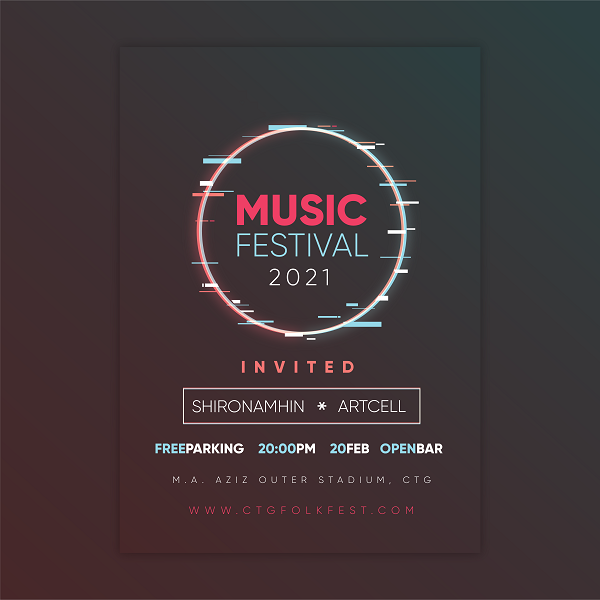 MUSIC
FESTIVAL
2021
INVITED
SHIRONAMHIN * ARTCELL
FREEPARKING 20:00PM 20FEB OPENBAR
M.A. AZIZ OUTER STADIUM, CTG
WWW.CTGFOLKFEST.COM